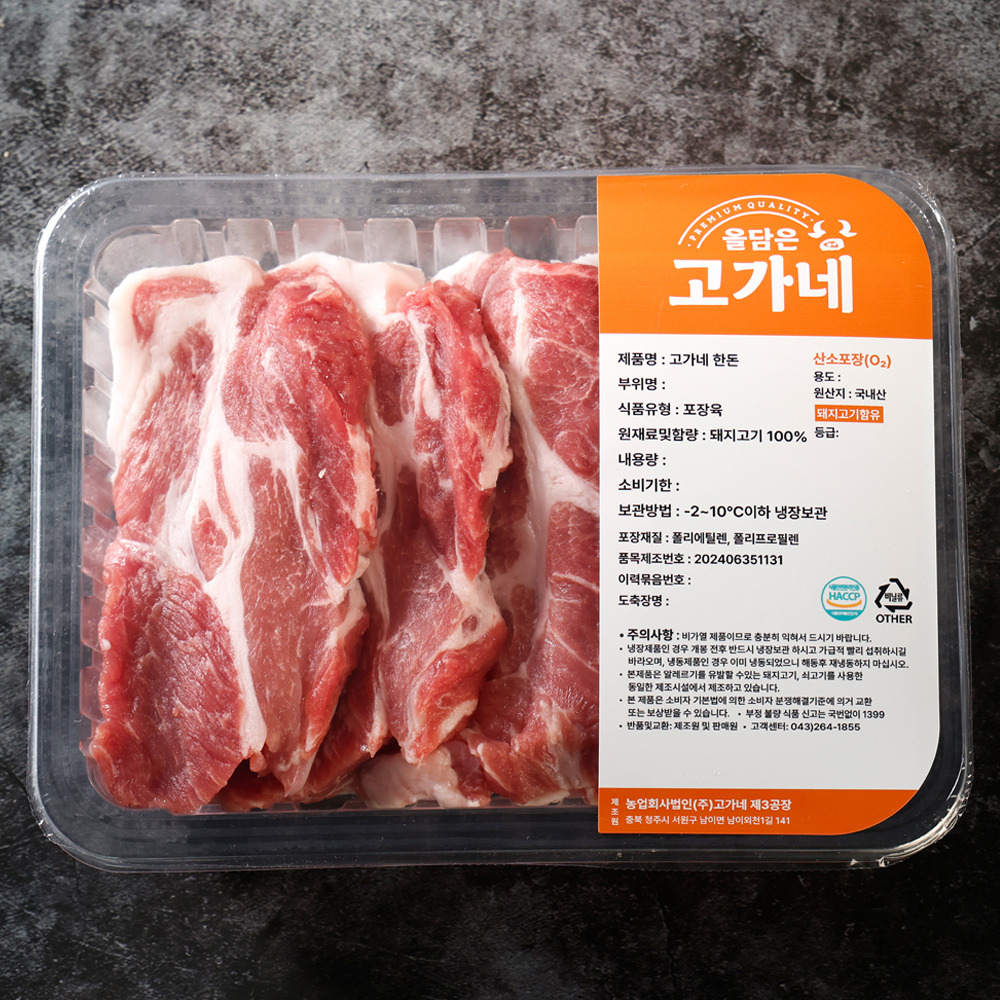 PREMIUM QUALITY
올담은
고가네
제품명 : 고가네 한돈
산소포장(O₂)
부위명 :
용도 :
원산지 : 국내산
식품유형 : 포장육
돼지고기함유
원재료및함량 : 돼지고기 100%
등급:
내용량 :
소비기한 :
보관방법 : -2~10°C이하 냉장보관
포장재질 : 폴리에틸렌, 폴리프로필렌
품목제조번호 : 202406351131
이력묶음번호 :
도축장명 :
HACCP
비닐류
OTHER
• 주의사항 : 비가열 제품이므로 충분히 익혀서 드시기 바랍니다.
• 냉장제품인 경우 개봉 전후 반드시 냉장보관 하시고 가급적 빨리 섭취하시길
바라오며, 냉동제품인 경우 이미 냉동되었으니 해동후 재냉동하지 마십시오.
• 본제품은 알레르기를 유발할수있는 돼지고기, 쇠고기를 사용한
동일한 제조시설에서 제조하고 있습니다.
• 본 제품은 소비자 기본법에 의한 소비자 분쟁해결기준에 의거 교환
또는 보상받을 수 있습니다. • 부정 불량 식품 신고는 국번없이 1399
• 반품및교환: 제조원 및 판매원 • 고객센터: 043)264-1855
제조원
농업회사법인(주)고가네 제3공장
충북 청주시 서원구 남이면 남이외천1길 141